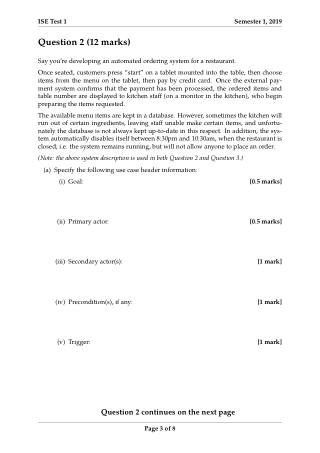 ISE Test 1 Semester 1, 2019
Question 2 (12 marks)
Say you're developing an automated ordering system for a restaurant.
Once seated, customers press "start" on a tablet mounted into the table, then choose
items from the menu on the tablet, then pay by credit card. Once the external pay-
ment system confirms that the payment has been processed, the ordered items and
table number are displayed to kitchen staff (on a monitor in the kitchen), who begin
preparing the items requested.
The available menu items are kept in a database. However, sometimes the kitchen will
run out of certain ingredients, leaving staff unable make certain items, and unfortu-
nately the database is not always kept up-to-date in this respect. In addition, the sys-
tem automatically disables itself between 8:30pm and 10:30am, when the restaurant is
closed; i.e. the system remains running, but will not allow anyone to place an order.
(Note: the above system description is used in both Question 2 and Question 3.)
(a) Specify the following use case header information:
(i) Goal: [0.5 marks]
(ii) Primary actor: [0.5 marks]
(iii) Secondary actor(s): [1 mark]
(iv) Precondition(s), if any: [1 mark]
(v) Trigger: [1 mark]
Question 2 continues on the next page
Page 3 of 8